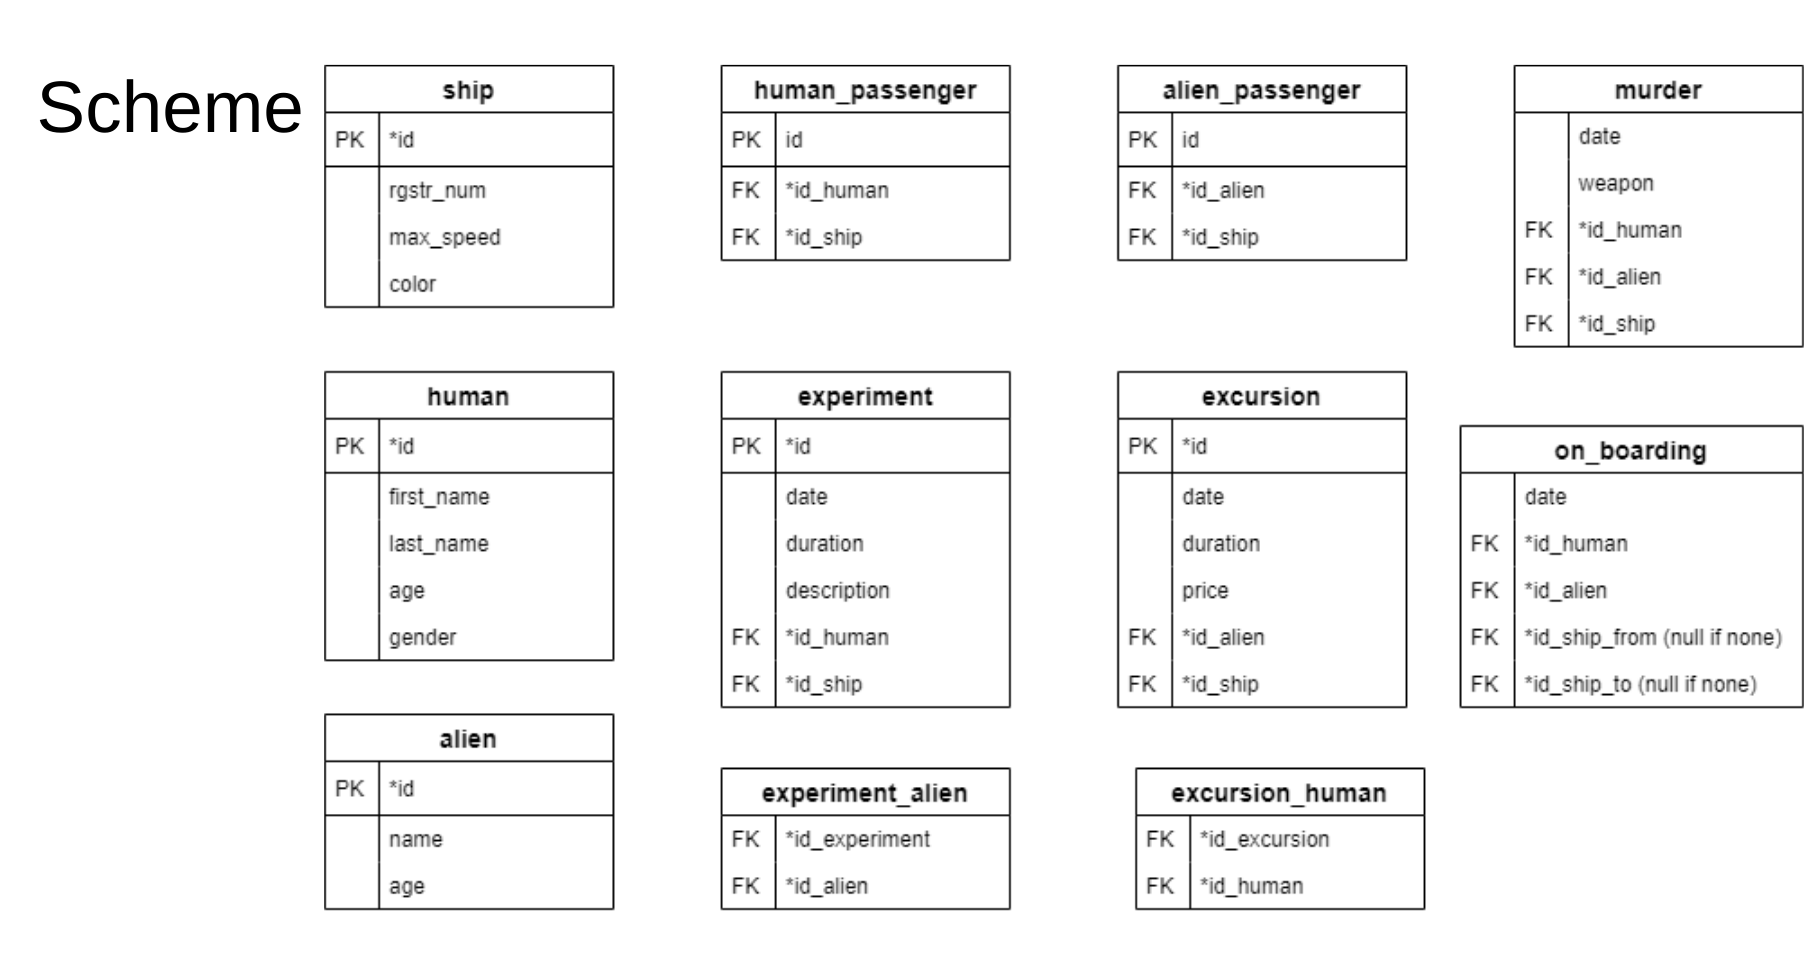 Scheme
ship
PK *id
rgstr_num
max_speed
color
human_passenger
PK id
FK *id_human
FK *id_ship
alien_passenger
PK id
FK *id_alien
FK *id_ship
murder
date
weapon
FK *id_human
FK *id_alien
FK *id_ship
human
PK *id
first_name
last_name
age
gender
experiment
PK *id
date
duration
description
FK *id_human
FK *id_ship
excursion
PK *id
date
duration
price
FK *id_alien
FK *id_ship
on_boarding
date
FK *id_human
FK *id_alien
FK *id_ship_from (null if none)
FK *id_ship_to (null if none)
alien
PK *id
name
age
experiment_alien
FK *id_experiment
FK *id_alien
excursion_human
FK *id_excursion
FK *id_human